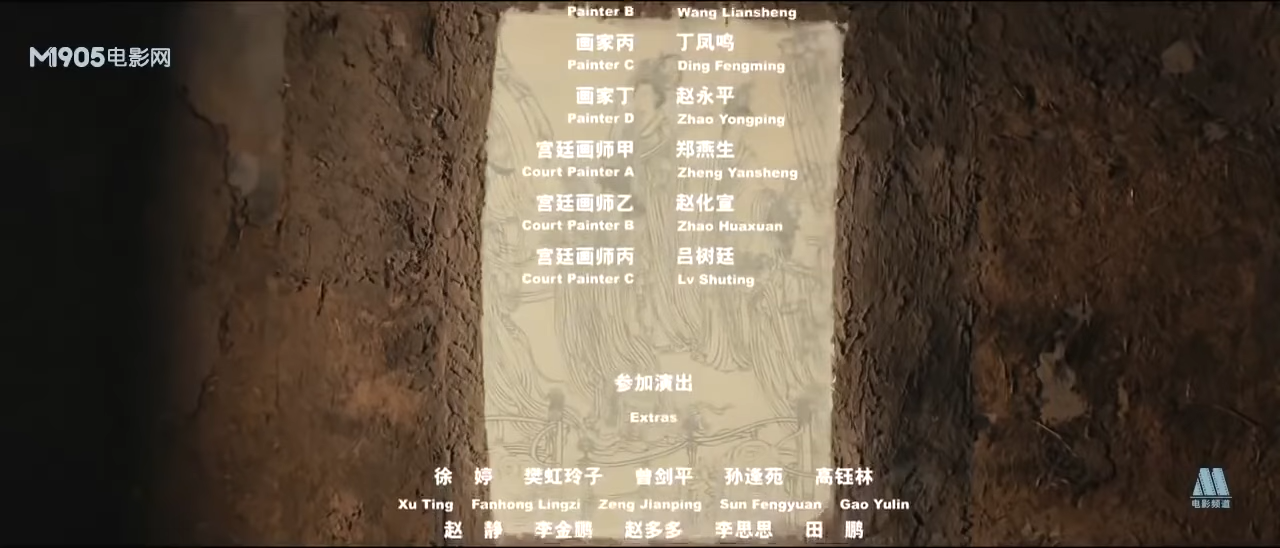 Painter B Wang Liansheng
M1905电影网
画家丙 丁凤鸣
Painter C Ding Fengming
画家丁 赵永平
Painter D Zhao Yongping
宫廷画师甲 郑燕生
Court Painter A Zheng Yansheng
宫廷画师乙 赵化宣
Court Painter B Zhao Huaxuan
宫廷画师丙 吕树廷
Court Painter C Lv Shuting
参加演出
Extras
徐 婷 樊虹玲子 曾剑平 孙逢苑 高钰林
Xu Ting Fanhong Lingzi Zeng Jianping Sun Fengyuan Gao Yulin
电影频道
赵 静 李金鹏 赵多多 李思思 田 鹏